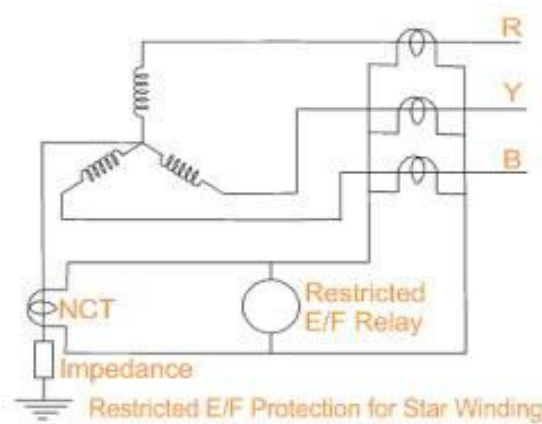 R
Y
B
NCT
Restricted
E/F Relay
Impedance
Restricted E/F Protection for Star Winding